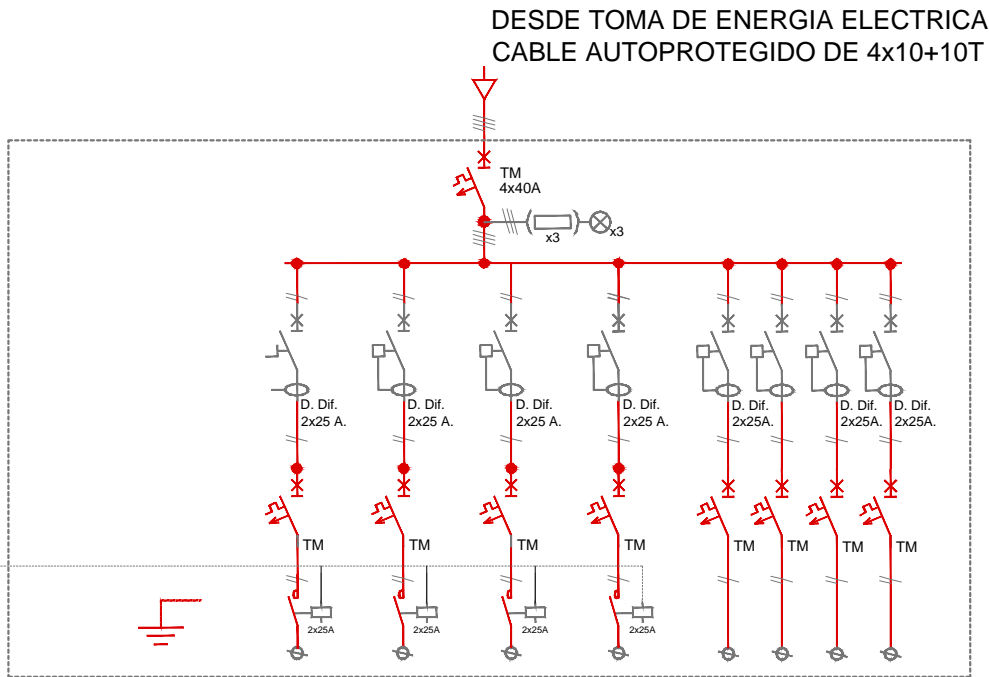 DESDE TOMA DE ENERGIA ELECTRICA
CABLE AUTOPROTEGIDO DE 4x10+10T
TM
4x40A
x3
x3
D. Dif.
2x25 A.
D. Dif.
2x25 A.
D. Dif.
2x25 A.
D. Dif.
2x25 A.
D. Dif.
2x25A.
D. Dif.
2x25A.
D. Dif.
2x25A.
D. Dif.
2x25A.
TM
TM
TM
TM
TM
TM
TM
TM
2x25A
2x25A
2x25A
2x25A